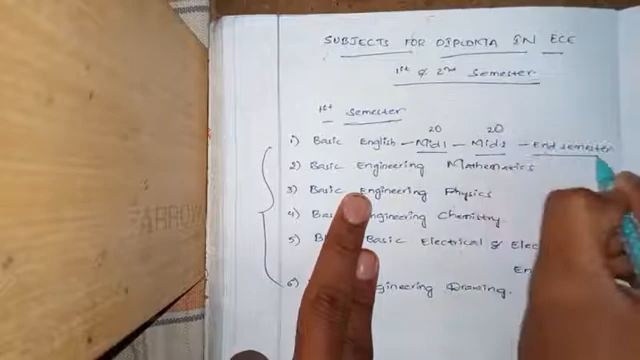 SUBJECTS FOR DIPLOMA IN ECE
1st & 2nd Semester
1st Semester
20 20
1) Basic English - Mid1 - Mid2 - End semester
2) Basic Engineering Mathematics
3) Basic Engineering Physics
4) Engineering Chemistry
5) Basic Electrical &
6) Drawing.